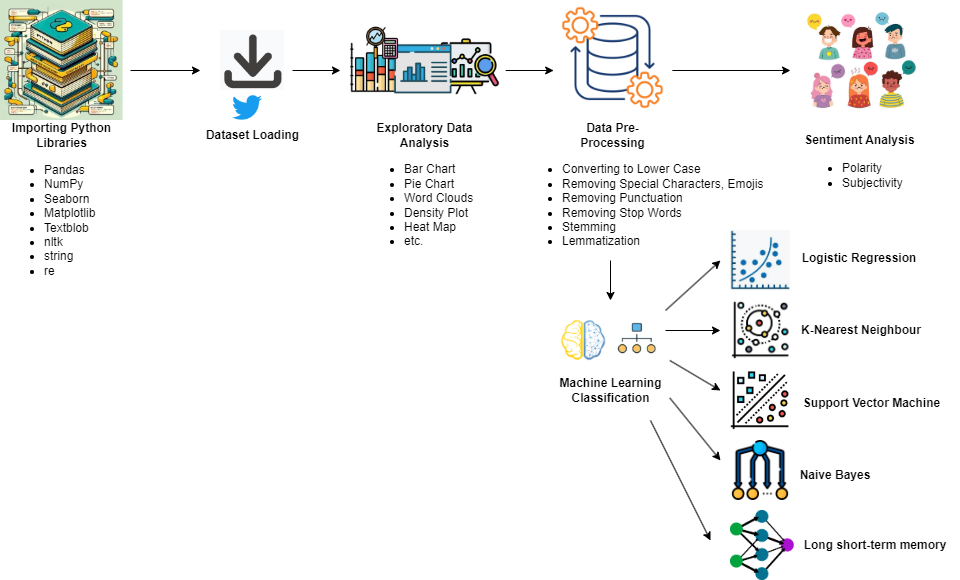 Importing Python
Libraries
Pandas
NumPy
Seaborn
Matplotlib
Textblob
nltk
string
re
Dataset Loading
Exploratory Data
Analysis
Bar Chart
Pie Chart
Word Clouds
Density Plot
Heat Map
etc.
Data Pre-
Processing
Converting to Lower Case
Removing Special Characters, Emojis
Removing Punctuation
Removing Stop Words
Stemming
Lemmatization
Sentiment Analysis
Polarity
Subjectivity
Machine Learning
Classification
Logistic Regression
K-Nearest Neighbour
Support Vector Machine
Naive Bayes
Long short-term memory